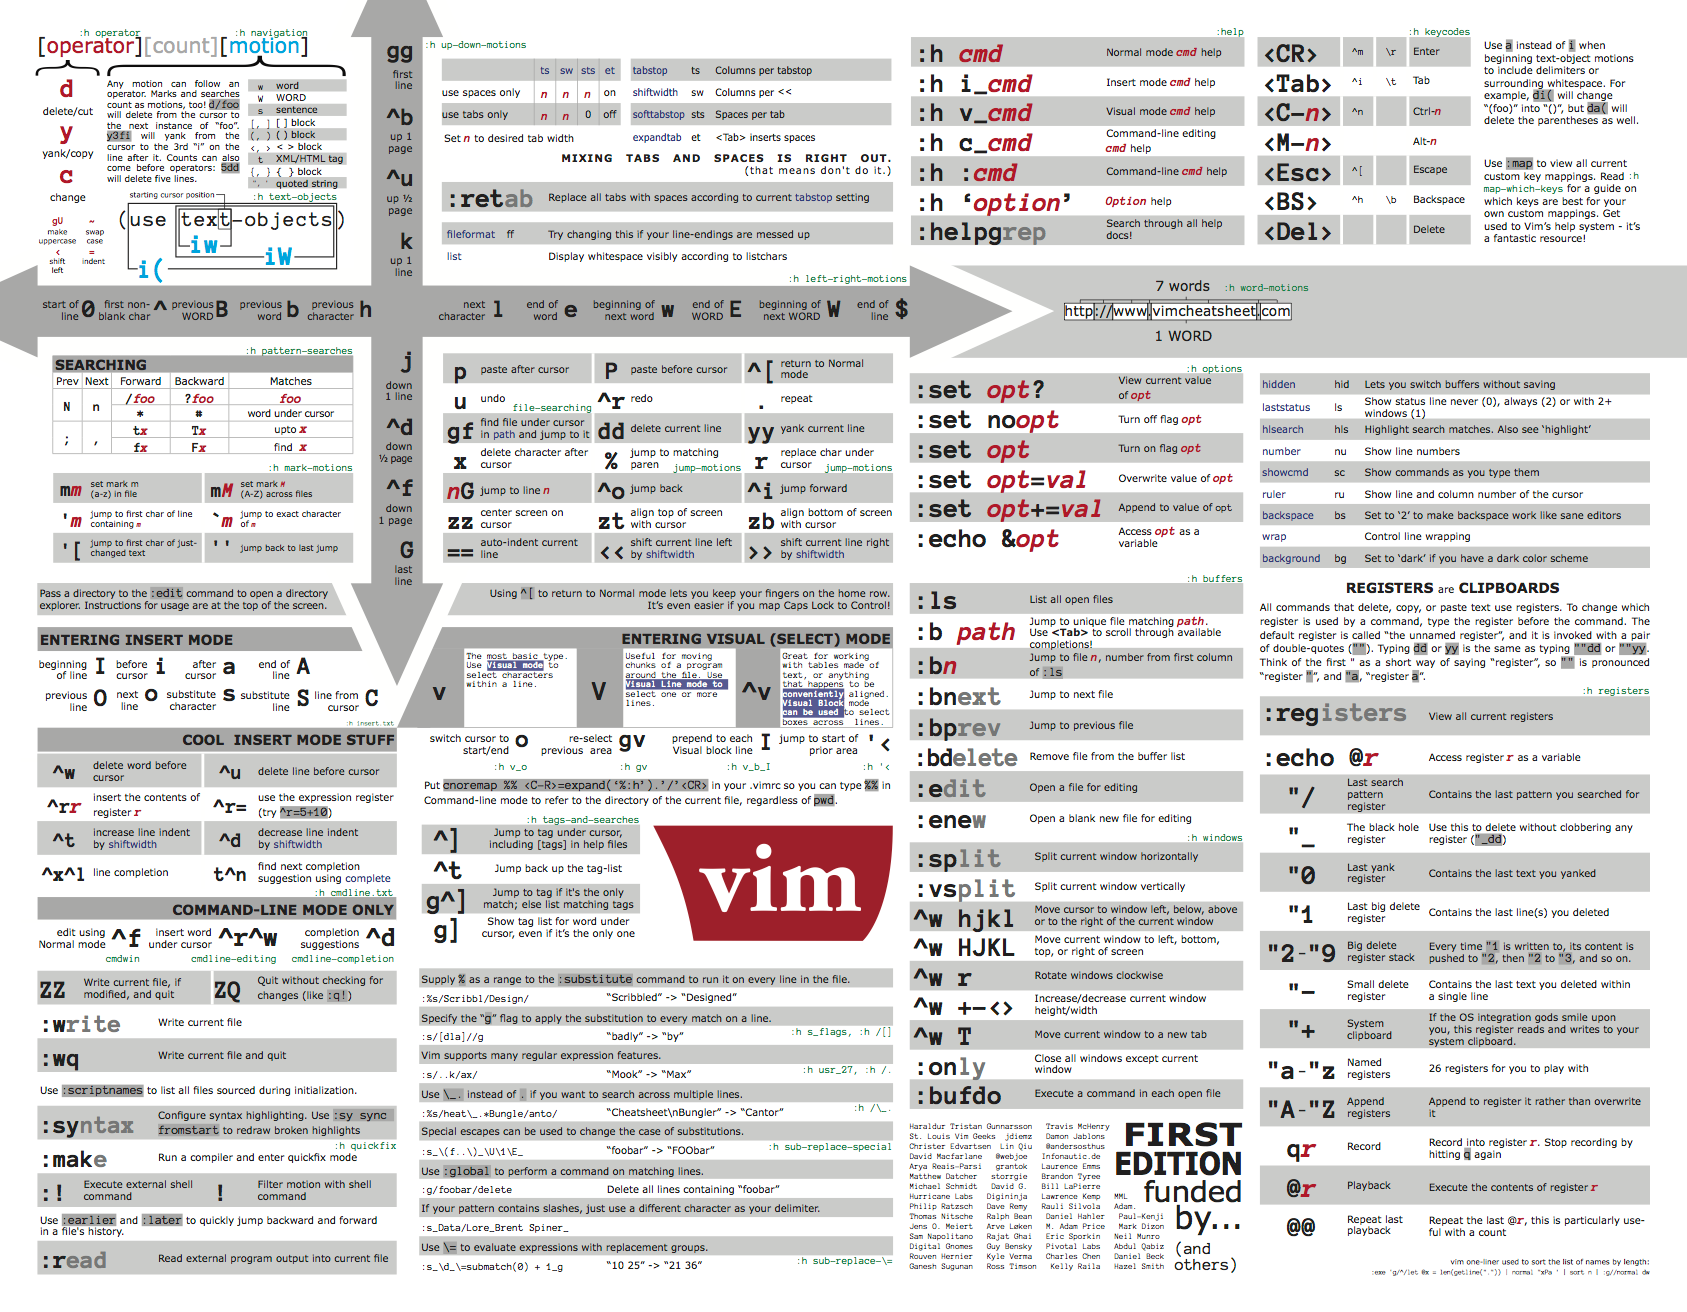 :h operator
:h navigation
[operator][count][motion]
d
delete/cut
y
yank/copy
c
change
gU
make
uppercase
~
swap
case
<
shift
left
=
indent
Any motion can follow an
operator. Marks and searches
count as motions, too! d/foo
will delete from the cursor to
the next instance of “foo”.
y3fi will yank from the
cursor to the 3rd “i” on the
line after it. Counts can also
come before operators: 5dd
will delete five lines.
w word
W WORD
s sentence
[, ] [ ] block
(, ) ( ) block
<, > < > block
t XML/HTML tag
{, } { } block
", ' quoted string
:h text-objects
starting cursor position
(use text-objects)
iw
iW
i(
gg
first
line
^b
up 1
page
^u
up ½
page
k
up 1
line
:h up-down-motions
ts sw sts et
use spaces only n n n on
use tabs only n n 0 off
Set n to desired tab width
tabstop ts Columns per tabstop
shiftwidth sw Columns per <<
softtabstop sts Spaces per tab
expandtab et <Tab> inserts spaces
MIXING TABS AND SPACES IS RIGHT OUT.
(that means don't do it.)
:retab Replace all tabs with spaces according to current tabstop setting
fileformat ff Try changing this if your line-endings are messed up
list Display whitespace visibly according to listchars
:h left-right-motions
start of line 0
first non-blank char ^
previous WORD B
previous word b
previous character h
next character l
end of word e
beginning of next word w
end of WORD E
beginning of next WORD W
end of line $
:help
:h cmd Normal mode cmd help
:h i_cmd Insert mode cmd help
:h v_cmd Visual mode cmd help
:h c_cmd Command-line editing cmd help
:h :cmd Command-line cmd help
:h ‘option’ Option help
:helpgrep Search through all help docs!
:h keycodes
<CR> ^m \r Enter
<Tab> ^i \t Tab
<C-n> ^n Ctrl-n
<M-n> Alt-n
<Esc> ^[ Escape
<BS> ^h \b Backspace
<Del> Delete
Use a instead of i when
beginning text-object motions
to include delimiters or
surrounding whitespace. For
example, di( will change
“(foo)” into “()”, but da( will
delete the parentheses as well.
Use :map to view all current
custom key mappings. Read :h
map-which-keys for a guide on
which keys are best for your
own custom mappings. Get
used to Vim’s help system - it’s
a fantastic resource!
7 words
:h word-motions
http://www.vimcheatsheet.com
1 WORD
:h pattern-searches
SEARCHING
Prev Next Forward Backward Matches
N n /foo ?foo foo
* # word under cursor
; , tx Tx upto x
fx Fx find x
:h mark-motions
mm set mark m (a-z) in file
mM set mark M (A-Z) across files
'm jump to first char of line containing m
`m jump to exact character of m
'[ jump to first char of just-changed text
'' jump back to last jump
j
down
1 line
^d
down
½ page
^f
down
1 page
G
last
line
p paste after cursor
P paste before cursor
^[ return to Normal mode
u undo
^r redo
. repeat
file-searching
gf find file under cursor in path and jump to it
dd delete current line
yy yank current line
x delete character after cursor
% jump to matching paren
r replace char under cursor
jump-motions
jump-motions
nG jump to line n
^o jump back
^i jump forward
zz center screen on cursor
zt align top of screen with cursor
zb align bottom of screen with cursor
== auto-indent current line
<< shift current line left by shiftwidth
>> shift current line right by shiftwidth
Pass a directory to the :edit command to open a directory
explorer. Instructions for usage are at the top of the screen.
Using ^[ to return to Normal mode lets you keep your fingers on the home row.
It’s even easier if you map Caps Lock to Control!
ENTERING INSERT MODE
beginning of line I
before cursor i
after cursor a
end of line A
previous line O
next line o
substitute character s
substitute line S
line from cursor C
:h insert.txt
COOL INSERT MODE STUFF
^w delete word before cursor
^u delete line before cursor
^rr insert the contents of register r
^r= use the expression register (try ^r=5+10)
^t increase line indent by shiftwidth
^d decrease line indent by shiftwidth
^x^l line completion
t^n find next completion suggestion using complete
:h cmdline.txt
COMMAND-LINE MODE ONLY
edit using Normal mode ^f
insert word under cursor ^r^w
completion suggestions ^d
cmdwin
cmdline-editing
cmdline-completion
ZZ Write current file, if modified, and quit
ZQ Quit without checking for changes (like :q!)
:write Write current file
:wq Write current file and quit
Use :scriptnames to list all files sourced during initialization.
:syntax Configure syntax highlighting. Use :sy sync fromstart to redraw broken highlights
:h quickfix
:make Run a compiler and enter quickfix mode
:! Execute external shell command
! Filter motion with shell command
Use :earlier and :later to quickly jump backward and forward
in a file's history.
:read Read external program output into current file
ENTERING VISUAL (SELECT) MODE
v
The most basic type.
Use Visual mode to
select characters
within a line.
V
Useful for moving
chunks of a program
around the file. Use
Visual Line mode to
select one or more
lines.
^v
Great for working
with tables made of
text, or anything
that happens to be
conveniently aligned.
Visual Block mode
can be used to select
boxes across lines.
switch cursor to start/end o
re-select previous area gv
prepend to each Visual block line I
jump to start of prior area '<
:h v_o
:h gv
:h v_b_I
:h '<
Put cnoremap %% <C-R>=expand(‘%:h’).’/’<CR> in your .vimrc so you can type %% in
Command-line mode to refer to the directory of the current file, regardless of pwd.
:h tags-and-searches
^] Jump to tag under cursor, including [tags] in help files
^t Jump back up the tag-list
g^] Jump to tag if it's the only match; else list matching tags
g] Show tag list for word under cursor, even if it’s the only one
vim
Supply % as a range to the :substitute command to run it on every line in the file.
:%s/Scribbl/Design/ “Scribbled” -> “Designed”
Specify the “g” flag to apply the substitution to every match on a line.
:s/[dla]//g “badly” -> “by”
:h s_flags, :h /[]
Vim supports many regular expression features.
:s/..k/ax/ “Mook” -> “Max”
:h usr_27, :h /.
Use \_. instead of . if you want to search across multiple lines.
:%s/heat\_.*Bungle/anto/ “Cheatsheet\nBungler” -> “Cantor”
:h /\_.
Special escapes can be used to change the case of substitutions.
:s_\(f..\)_\U\1\E_ “foobar” -> “FOObar”
:h sub-replace-special
Use :global to perform a command on matching lines.
:g/foobar/delete Delete all lines containing “foobar”
If your pattern contains slashes, just use a different character as your delimiter.
:s_Data/Lore_Brent Spiner_
Use \= to evaluate expressions with replacement groups.
:s_\d_\=submatch(0) + 1_g “10 25” -> “21 36”
:h sub-replace-\=
:h options
:set opt? View current value of opt
:set noopt Turn off flag opt
:set opt Turn on flag opt
:set opt=val Overwrite value of opt
:set opt+=val Append to value of opt
:echo &opt Access opt as a variable
hidden hid Lets you switch buffers without saving
laststatus ls Show status line never (0), always (2) or with 2+ windows (1)
hlsearch hls Highlight search matches. Also see ‘highlight’
number nu Show line numbers
showcmd sc Show commands as you type them
ruler ru Show line and column number of the cursor
backspace bs Set to ‘2’ to make backspace work like sane editors
wrap Control line wrapping
background bg Set to ‘dark’ if you have a dark color scheme
:h buffers
:ls List all open files
:b path Jump to unique file matching path. Use <Tab> to scroll through available completions!
:bn Jump to file n, number from first column of :ls
:bnext Jump to next file
:bprev Jump to previous file
:bdelete Remove file from the buffer list
:edit Open a file for editing
:enew Open a blank new file for editing
:h windows
:split Split current window horizontally
:vsplit Split current window vertically
^w hjkl Move cursor to window left, below, above or to the right of the current window
^w HJKL Move current window to left, bottom, top, or right of screen
^w r Rotate windows clockwise
^w +-<> Increase/decrease current window height/width
^w T Move current window to a new tab
:only Close all windows except current window
:bufdo Execute a command in each open file
REGISTERS are CLIPBOARDS
All commands that delete, copy, or paste text use registers. To change which
register is used by a command, type the register before the command. The
default register is called “the unnamed register”, and it is invoked with a pair
of double-quotes (""). Typing dd or yy is the same as typing ""dd or ""yy.
Think of the first " as a short way of saying “register”, so "" is pronounced
“register "”, and "a, “register a”.
:h registers
:registers View all current registers
:echo @r Access register r as a variable
"/ Last search pattern register Contains the last pattern you searched for
"_ The black hole register Use this to delete without clobbering any register ("_dd)
"0 Last yank register Contains the last text you yanked
"1 Last big delete register Contains the last line(s) you deleted
"2-"9 Big delete register stack Every time "1 is written to, its content is pushed to "2, then "2 to "3, and so on.
"- Small delete register Contains the last text you deleted within a single line
"+ System clipboard If the OS integration gods smile upon you, this register reads and writes to your system clipboard.
"a-"z Named registers 26 registers for you to play with
"A-"Z Append registers Append to register it rather than overwrite it
qr Record Record into register r. Stop recording by hitting q again
@r Playback Execute the contents of register r
@@ Repeat last playback Repeat the last @r, this is particularly use-ful with a count
Haraldur Tristan Gunnarsson Travis McHenry
St. Louis Vim Geeks jdiemz Damon Jablons
Christer Edvartsen Lin Qiu @andersosthus
David Macfarlane @webjoe Infonautic.de
Arya Reais-Parsi grantok Laurence Emms
Matthew Datcher storrgie Brandon Tyree
Michael Schmidt David G. Bill LaPierre
Hurricane Labs Digininja Lawrence Kemp MML
Philip Ratzsch Dave Remy Rauli Silvola Adam.
Thomas Nitsche Ralph Bean Daniel Hahler Paul-Kenji
Jens O. Meiert Arve Løken M. Adam Price Mark Dizon
Sam Napolitano Rajat Ghai Eric Sporkin Neil Munro
Digital Gnomes Guy Bensky Pivotal Labs Abdul Qabiz
Rouven Hernier Kyle Verma Charles Chen Daniel Beck
Ganesh Sugunan Ross Timson Kelly Raila Hazel Smith
FIRST
EDITION
funded
by...
(and
others)
vim one-liner used to sort the list of names by length:
:exe 'g/^/let @x = len(getline(".")) | normal "xPa ' | sort n | :g//normal dw